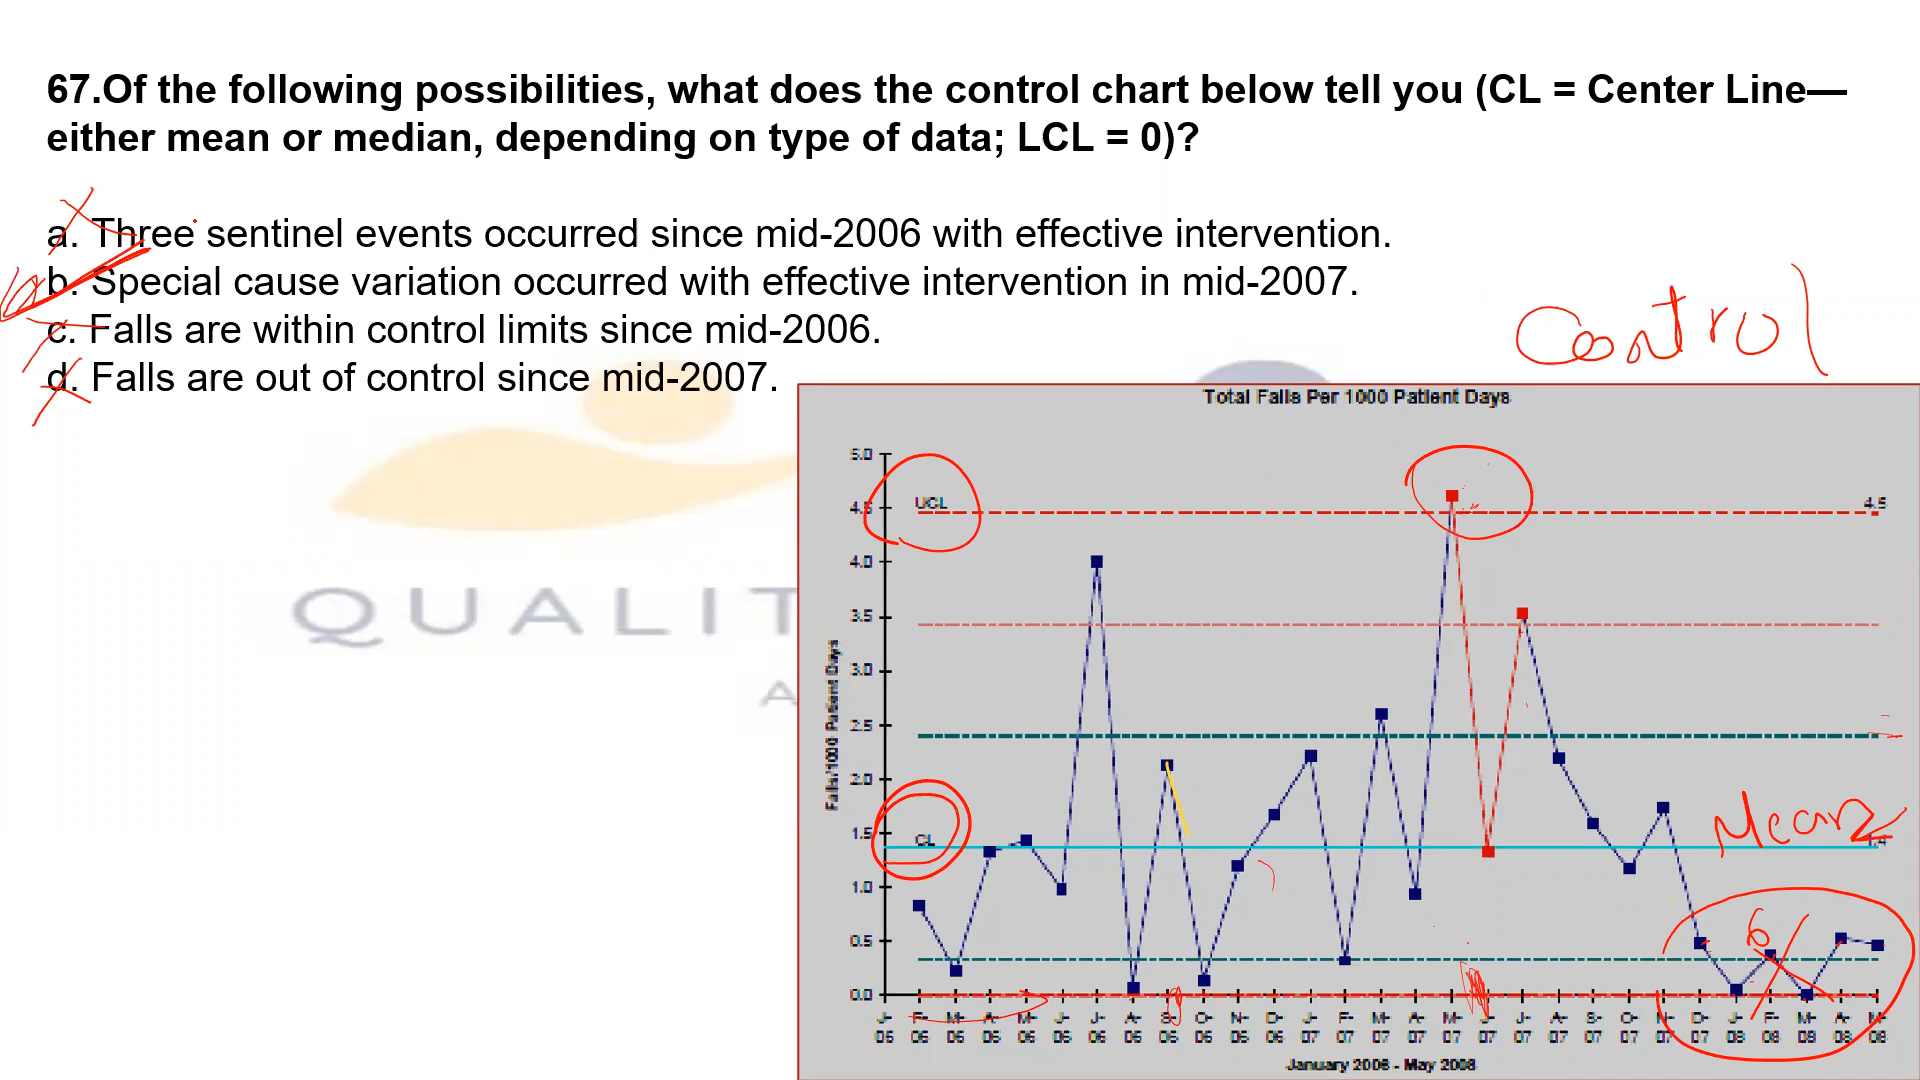 67.Of the following possibilities, what does the control chart below tell you (CL = Center Line—
either mean or median, depending on type of data; LCL = 0)?
a. Three sentinel events occurred since mid-2006 with effective intervention.
b. Special cause variation occurred with effective intervention in mid-2007.
c. Falls are within control limits since mid-2006.
d. Falls are out of control since mid-2007.
Control
QUALIT
A
Total Falls Per 1000 Patient Days
Falls/1000 Patient Days
5.0
4.5
4.0
3.5
3.0
2.5
2.0
1.5
1.0
0.5
0.0
UCL
4.5
CL
1.4
Mean
6
J- F- M- A- M- J- J- A- S- O- N- D- J- F- M- A- M- J- J- A- S- O- N- D- J- F- M- A- M-
06 06 06 06 06 06 06 06 06 06 06 06 07 07 07 07 07 07 07 07 07 07 07 07 08 08 08 08 08
January 2006 - May 2008